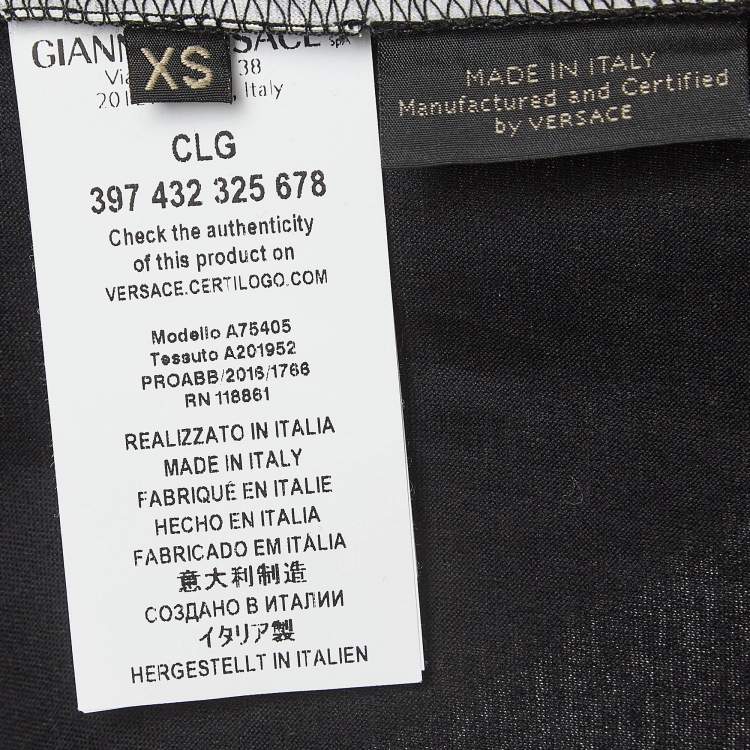 XS
38
Italy
CLG
397 432 325 678
Check the authenticity
of this product on
VERSACE.CERTILOGO.COM
Modello A75405
Tessuto A201952
PROABB/2016/1766
RN 118861
REALIZZATO IN ITALIA
MADE IN ITALY
FABRIQUÉ EN ITALIE
HECHO EN ITALIA
FABRICADO EM ITÁLIA
意大利制造
СОЗДАНО В ИТАЛИИ
イタリア製
HERGESTELLT IN ITALIEN
MADE IN ITALY
Manufactured and Certified
by VERSACE